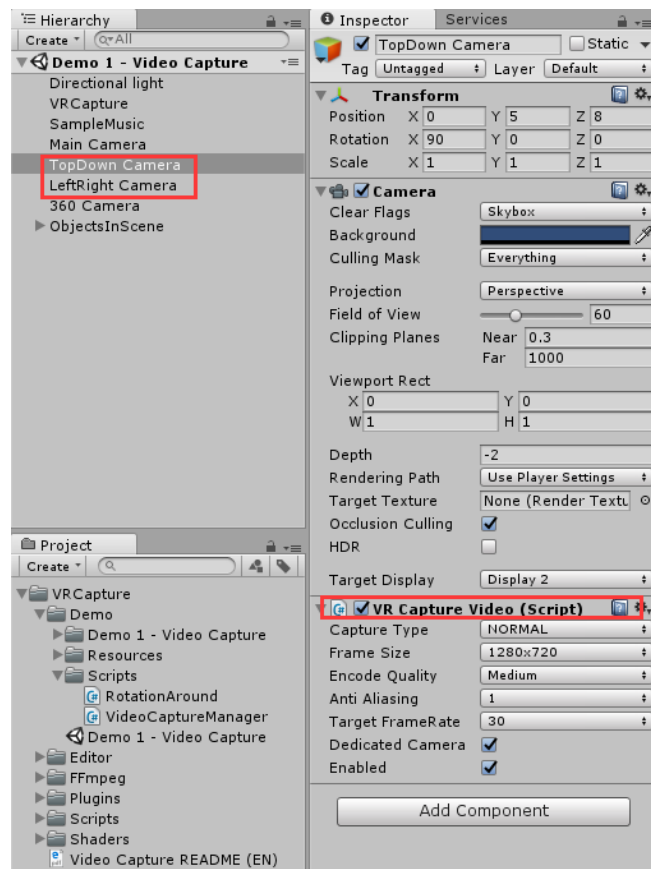 Hierarchy
Create
All
Demo 1 - Video Capture
Directional light
VRCapture
SampleMusic
Main Camera
TopDown Camera
LeftRight Camera
360 Camera
ObjectsInScene
Project
Create
VRCapture
Demo
Demo 1 - Video Capture
Resources
Scripts
RotationAround
VideoCaptureManager
Demo 1 - Video Capture
Editor
FFmpeg
Plugins
Scripts
Shaders
Video Capture README (EN)
Inspector Services
TopDown Camera Static
Tag Untagged Layer Default
Transform
Position X 0 Y 5 Z 8
Rotation X 90 Y 0 Z 0
Scale X 1 Y 1 Z 1
Camera
Clear Flags Skybox
Background
Culling Mask Everything
Projection Perspective
Field of View 60
Clipping Planes Near 0.3
Far 1000
Viewport Rect
X 0 Y 0
W 1 H 1
Depth -2
Rendering Path Use Player Settings
Target Texture None (Render Textu
Occlusion Culling
HDR
Target Display Display 2
VR Capture Video (Script)
Capture Type NORMAL
Frame Size 1280x720
Encode Quality Medium
Anti Aliasing 1
Target FrameRate 30
Dedicated Camera
Enabled
Add Component